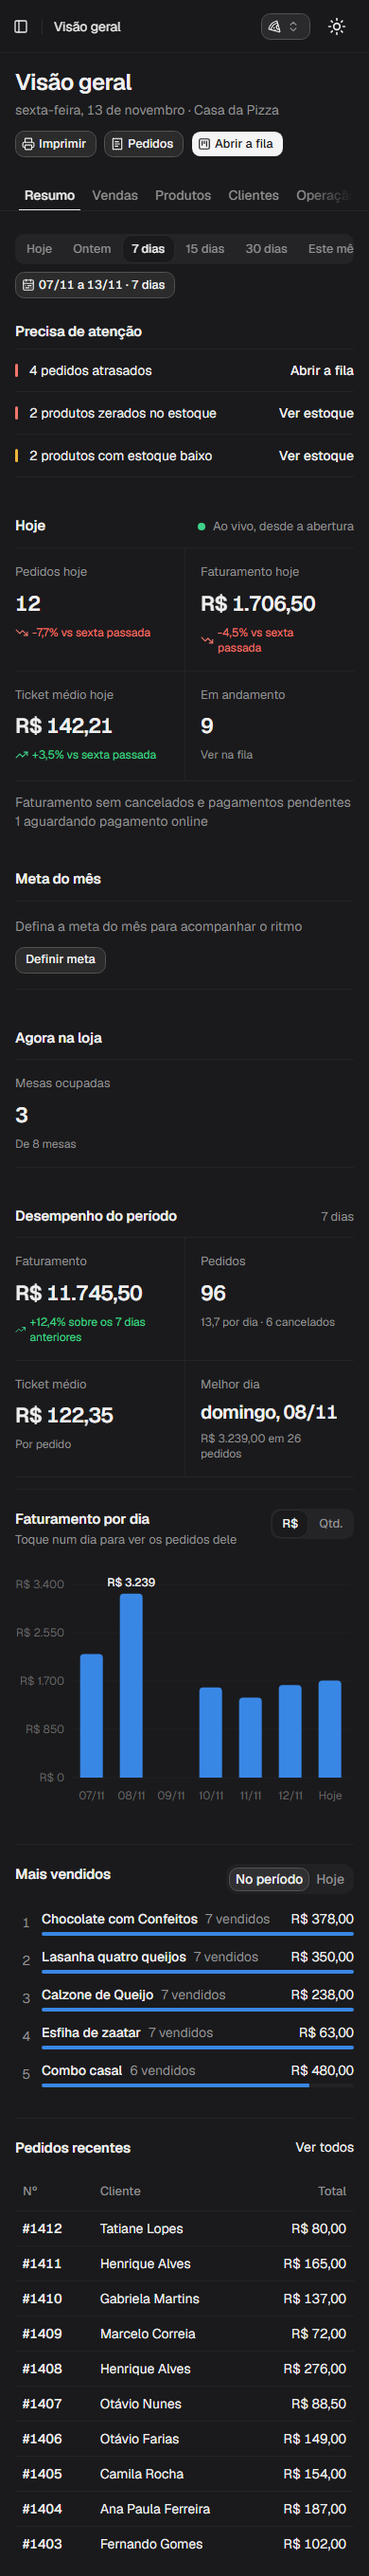 Visão geral
Visão geral
sexta-feira, 13 de novembro · Casa da Pizza
Imprimir
Pedidos
Abrir a fila
Resumo Vendas Produtos Clientes
Hoje Ontem 7 dias 15 dias 30 dias Este
07/11 a 13/11 · 7 dias
Precisa de atenção
4 pedidos atrasados Abrir a fila
2 produtos zerados no estoque Ver estoque
2 produtos com estoque baixo Ver estoque
Hoje Ao vivo, desde a abertura
Pedidos hoje
12
-7,7% vs sexta passada
Faturamento hoje
R$ 1.706,50
-4,5% vs sexta
passada
Ticket médio hoje
R$ 142,21
+3,5% vs sexta passada
Em andamento
9
Ver na fila
Faturamento sem cancelados e pagamentos pendentes
1 aguardando pagamento online
Meta do mês
Defina a meta do mês para acompanhar o ritmo
Definir meta
Agora na loja
Mesas ocupadas
3
De 8 mesas
Desempenho do período 7 dias
Faturamento
R$ 11.745,50
+12,4% sobre os 7 dias
anteriores
Pedidos
96
13,7 por dia · 6 cancelados
Ticket médio
R$ 122,35
Por pedido
Melhor dia
domingo, 08/11
R$ 3.239,00 em 26
pedidos
Faturamento por dia
Toque num dia para ver os pedidos dele
R$ Qtd.
R$ 3.239
R$ 3.400
R$ 2.550
R$ 1.700
R$ 850
R$ 0
07/11 08/11 09/11 10/11 11/11 12/11 Hoje
Mais vendidos
No período Hoje
1 Chocolate com Confeitos 7 vendidos R$ 378,00
2 Lasanha quatro queijos 7 vendidos R$ 350,00
3 Calzone de Queijo 7 vendidos R$ 238,00
4 Esfiha de zaatar 7 vendidos R$ 63,00
5 Combo casal 6 vendidos R$ 480,00
Pedidos recentes Ver todos
Nº Cliente Total
#1412 Tatiane Lopes R$ 80,00
#1411 Henrique Alves R$ 165,00
#1410 Gabriela Martins R$ 137,00
#1409 Marcelo Correia R$ 72,00
#1408 Henrique Alves R$ 276,00
#1407 Otávio Nunes R$ 88,50
#1406 Otávio Farias R$ 149,00
#1405 Camila Rocha R$ 154,00
#1404 Ana Paula Ferreira R$ 187,00
#1403 Fernando Gomes R$ 102,00